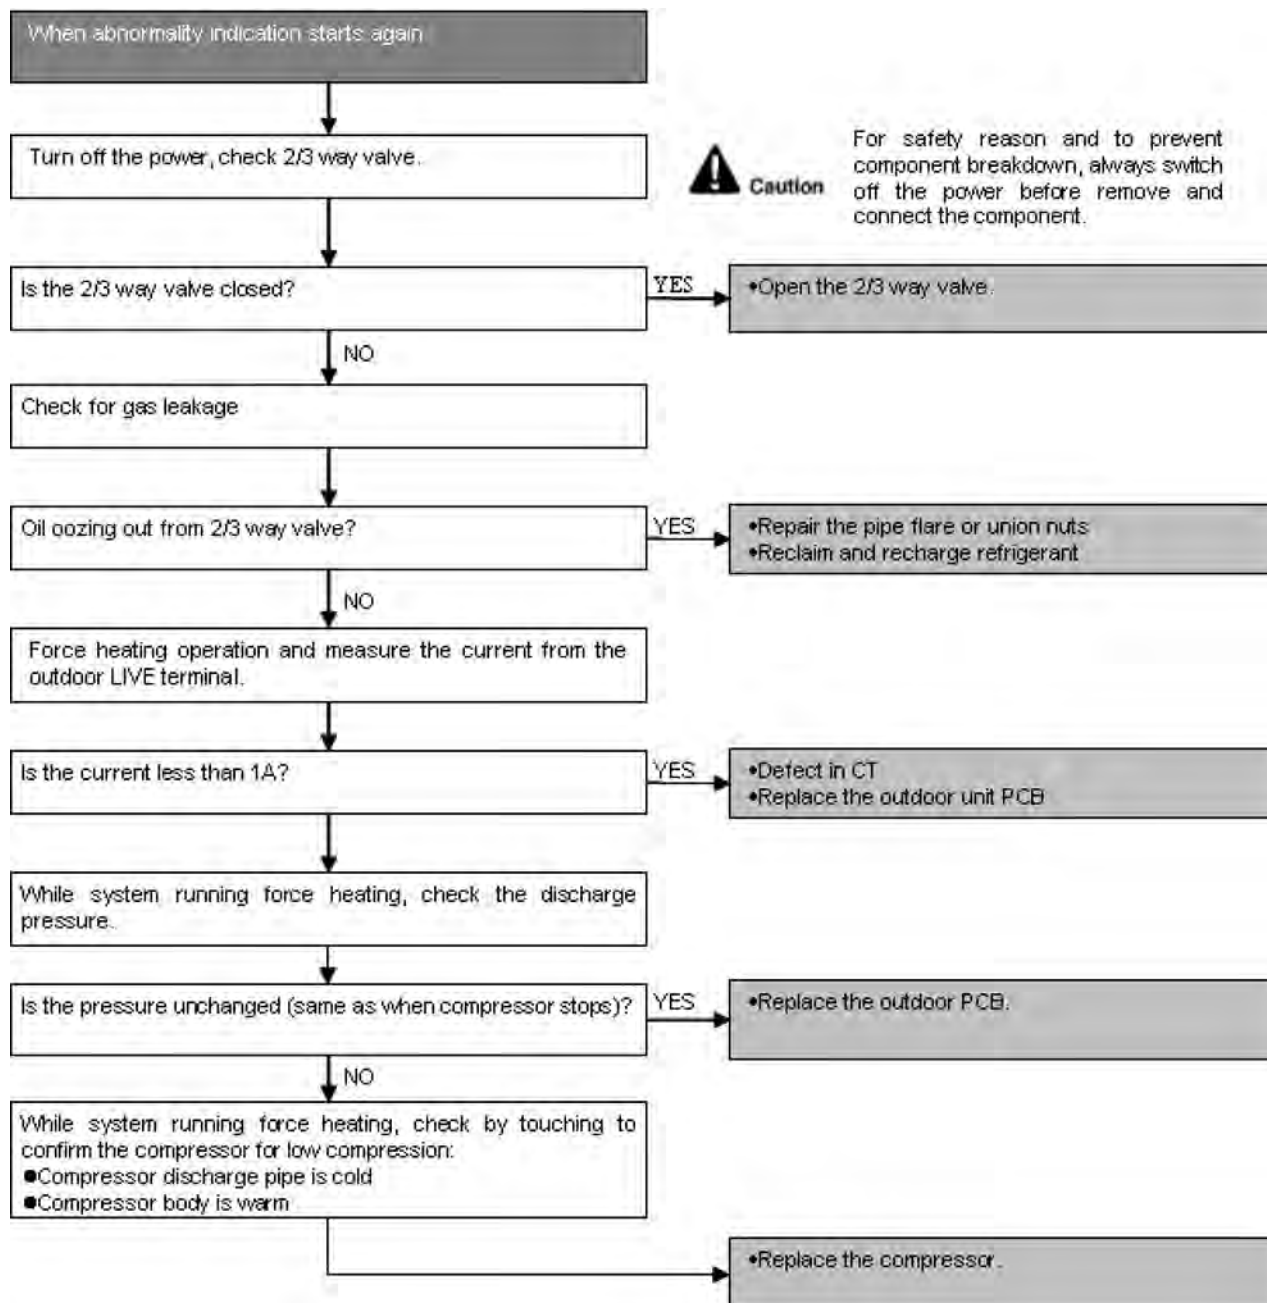 When abnormality indication starts again
Turn off the power, check 2/3 way valve.
Caution
For safety reason and to prevent
component breakdown, always switch
off the power before remove and
connect the component.
Is the 2/3 way valve closed?
YES
•Open the 2/3 way valve.
NO
Check for gas leakage
Oil oozing out from 2/3 way valve?
YES
•Repair the pipe flare or union nuts
•Reclaim and recharge refrigerant
NO
Force heating operation and measure the current from the
outdoor LIVE terminal.
Is the current less than 1A?
YES
•Defect in CT
•Replace the outdoor unit PCB
While system running force heating, check the discharge
pressure.
Is the pressure unchanged (same as when compressor stops)?
YES
•Replace the outdoor PCB.
NO
While system running force heating, check by touching to
confirm the compressor for low compression:
●Compressor discharge pipe is cold
●Compressor body is warm
•Replace the compressor.